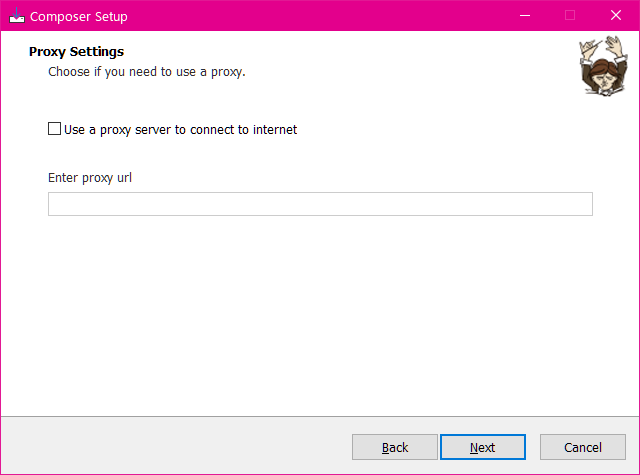 Composer Setup
Proxy Settings
Choose if you need to use a proxy.
Use a proxy server to connect to internet
Enter proxy url
Back
Next
Cancel